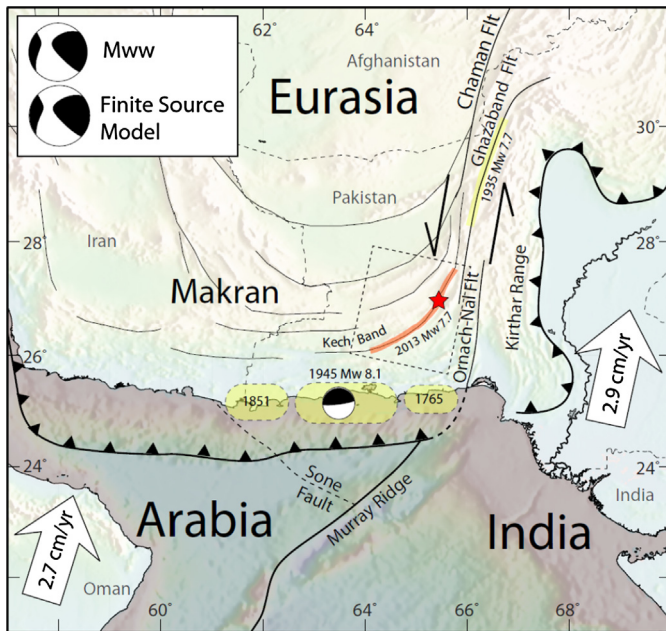 62°
64°
Mww
Finite Source
Model
Afghanistan
Eurasia
Chaman Flt
Ghazaband Flt
1935 Mw 7.7
30°
Pakistan
Iran
28°
28°
Makran
Kech Band
2013 Mw 7.7
Ornach-Nal Flt
Kirthar Range
26°
1945 Mw 8.1
1851
1765
2.9 cm/yr
24°
24°
Sone
Fault
Murray Ridge
India
Arabia
India
2.7 cm/yr
Oman
60°
62°
64°
66°
68°